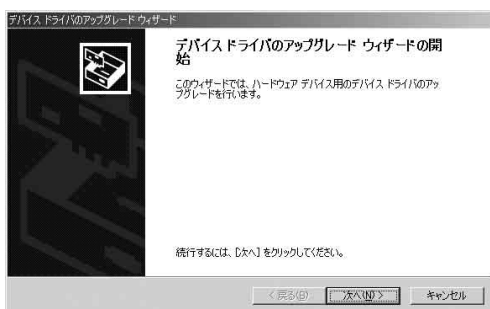 デバイス ドライバのアップグレード ウィザード
デバイス ドライバのアップグレード ウィザードの開
始
このウィザードでは、ハードウェア デバイス用のデバイス ドライバのアッ
プグレードを行います。
続行するには、[次へ] をクリックしてください。
< 戻る(B)
次へ(N) >
キャンセル